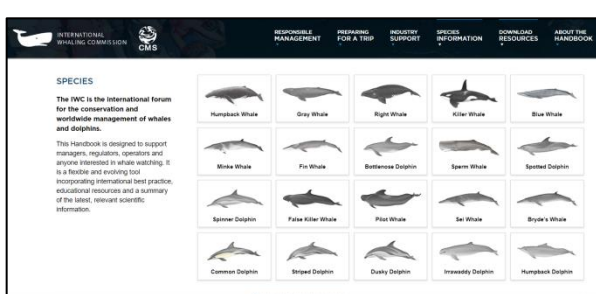 INTERNATIONAL
WHALING COMMISSION
CMS
RESPONSIBLE
MANAGEMENT
PREPARING
FOR A TRIP
INDUSTRY
SUPPORT
SPECIES
INFORMATION
DOWNLOAD
RESOURCES
ABOUT THE
HANDBOOK
SPECIES
The IWC is the international forum
for the conservation and
worldwide management of whales
and dolphins.
This Handbook is designed to support
managers, regulators, operators and
anyone interested in whale watching. It
is a flexible and evolving tool
incorporating international best practice,
educational resources and a summary
of the latest, relevant scientific
information.
Humpback Whale
Gray Whale
Right Whale
Killer Whale
Blue Whale
Minke Whale
Fin Whale
Bottlenose Dolphin
Sperm Whale
Spotted Dolphin
Spinner Dolphin
False Killer Whale
Pilot Whale
Sei Whale
Bryde's Whale
Common Dolphin
Striped Dolphin
Dusky Dolphin
Irrawaddy Dolphin
Humpback Dolphin